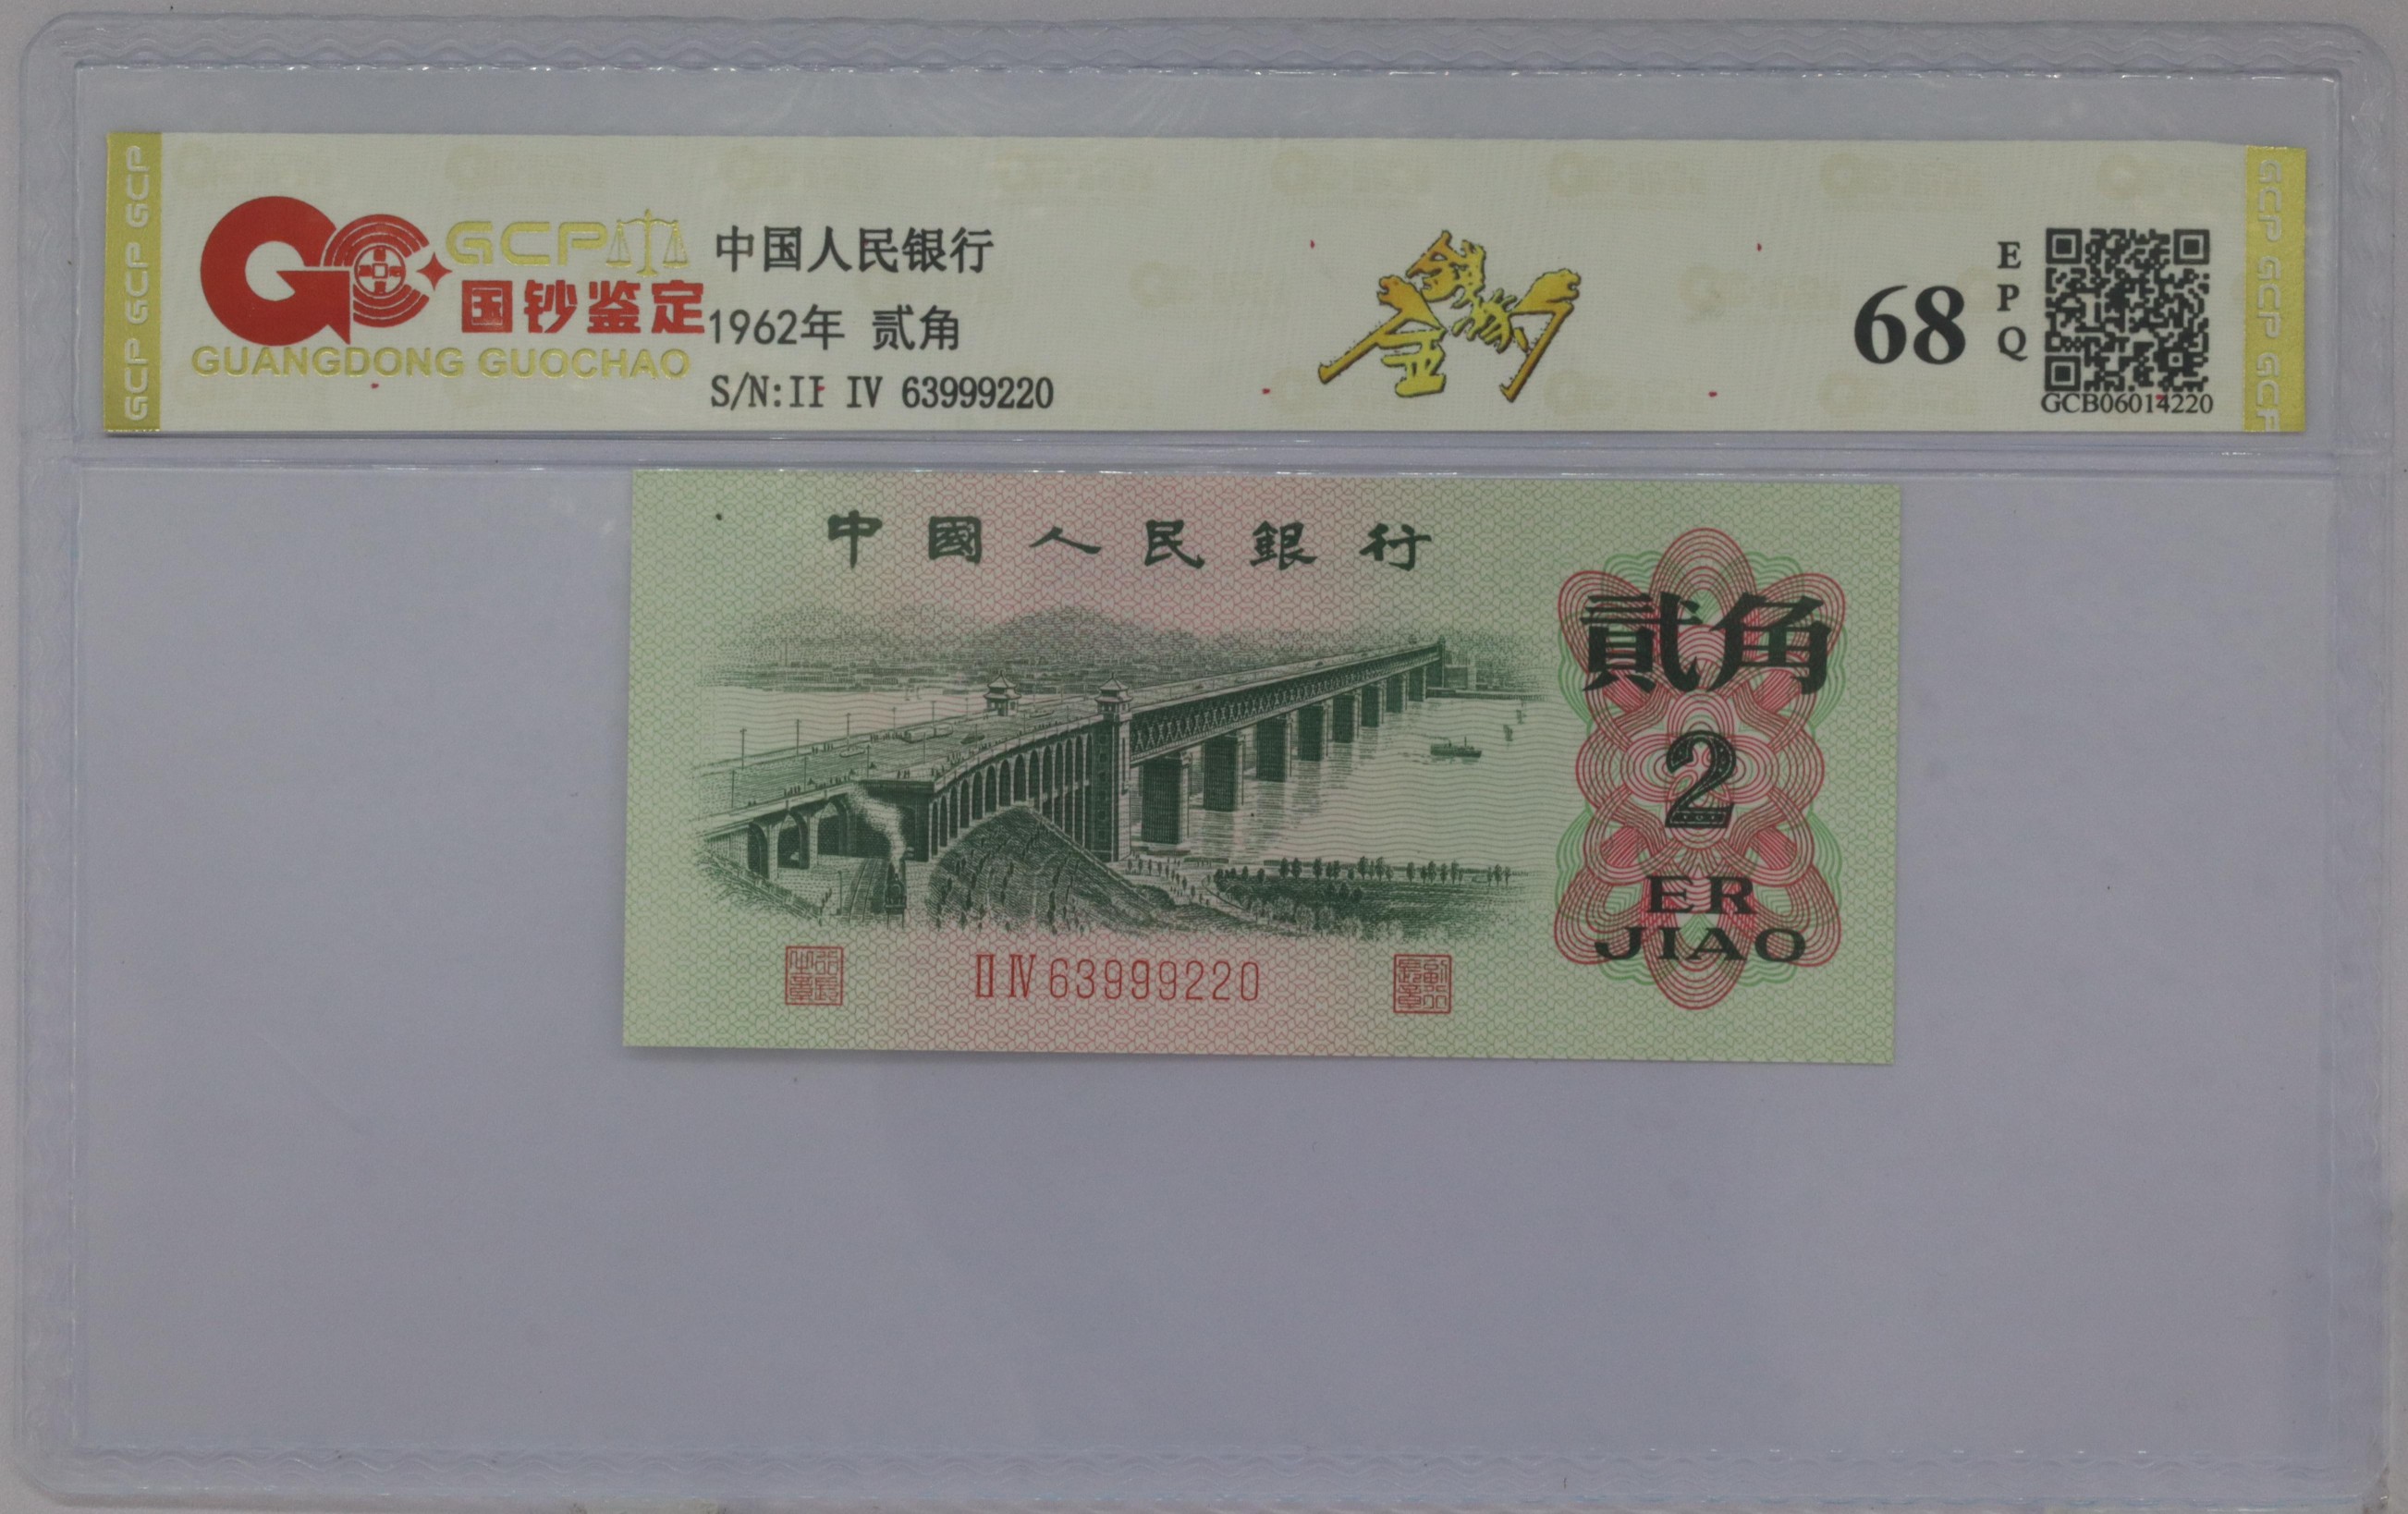 GCP GCP GCP
GCP
国钞鉴定
GUANGDONG GUOCHAO
中国人民银行
1962年 贰角
S/N:II IV 63999220
68
EPQ
GCB06014220
GCP GCP GCP
中國人民銀行
貳角
2
ER
JIAO
II IV 63999220